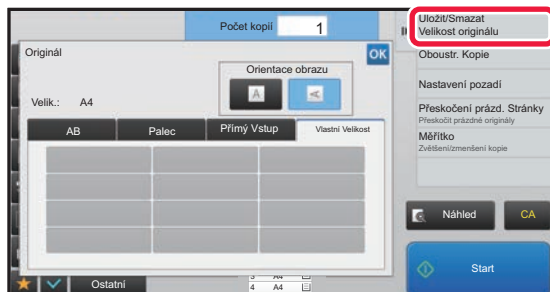 Počet kopií 1
Originál
OK
Orientace obrazu
A A
Velik.: A4
AB Palec Přímý Vstup Vlastní Velikost
Uložit/Smazat
Velikost originálu
Oboustr. Kopie
Nastavení pozadí
Přeskočení prázd. Stránky
Přeskočit prázdné originály
Měřítko
Zvětšení/zmenšení kopie
Náhled CA
Start
Ostatní
3 A4
4 A4